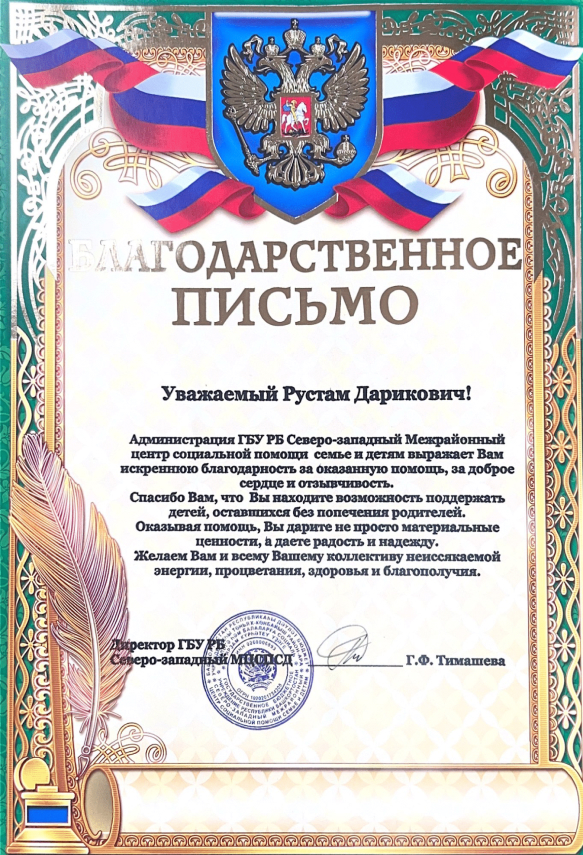 БЛАГОДАРСТВЕННОЕ
ПИСЬМО
Уважаемый Рустам Дарикович!
Администрация ГБУ РБ Северо-западный Межрайонный
центр социальной помощи семье и детям выражает Вам
искреннюю благодарность за оказанную помощь, за доброе
сердце и отзывчивость.
Спасибо Вам, что Вы находите возможность поддержать
детей, оставшихся без попечения родителей.
Оказывая помощь, Вы дарите не просто материальные
ценности, а даете радость и надежду.
Желаем Вам и всему Вашему коллективу неиссякаемой
энергии, процветания, здоровья и благополучия.
Директор ГБУ РБ
Северо-западный МЦСПСД
Г.Ф. Тимашева